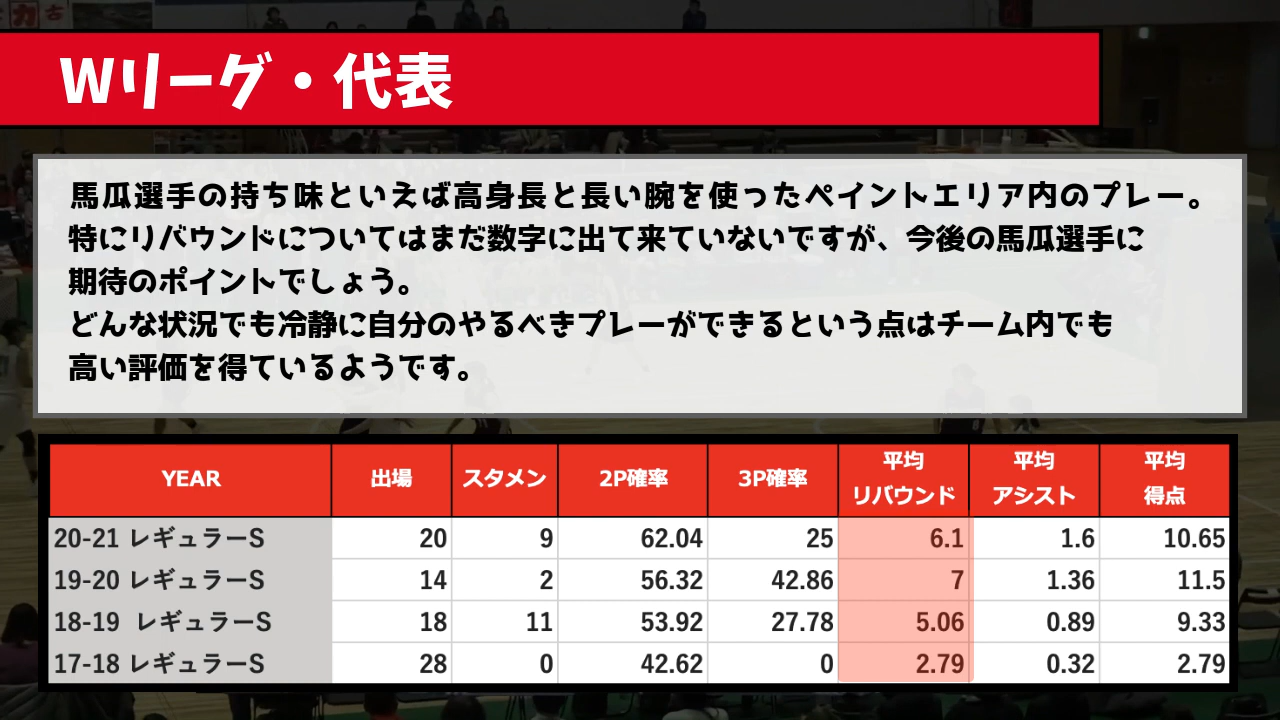 Wリーグ・代表
馬瓜選手の持ち味といえば高身長と長い腕を使ったペイントエリア内のプレー。
特にリバウンドについてはまだ数字に出て来ていないですが、今後の馬瓜選手に
期待のポイントでしょう。
どんな状況でも冷静に自分のやるべきプレーができるという点はチーム内でも
高い評価を得ているようです。
YEAR 出場 スタメン 2P確率 3P確率 平均リバウンド 平均アシスト 平均得点
20-21 レギュラーS 20 9 62.04 25 6.1 1.6 10.65
19-20 レギュラーS 14 2 56.32 42.86 7 1.36 11.5
18-19 レギュラーS 18 11 53.92 27.78 5.06 0.89 9.33
17-18 レギュラーS 28 0 42.62 0 2.79 0.32 2.79